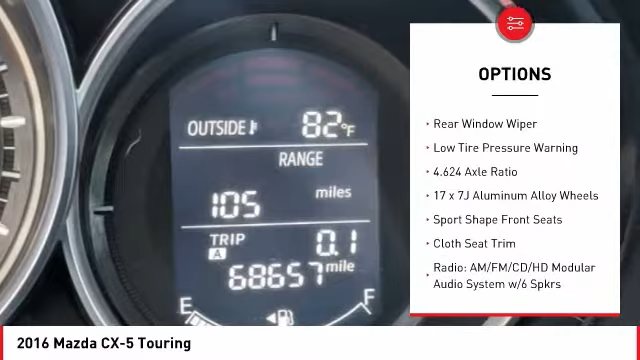 OUTSIDE 82°F
RANGE
105 miles
TRIP A 0.1
68657 mile
E F
OPTIONS
• Rear Window Wiper
• Low Tire Pressure Warning
• 4.624 Axle Ratio
• 17 x 7J Aluminum Alloy Wheels
• Sport Shape Front Seats
• Cloth Seat Trim
• Radio: AM/FM/CD/HD Modular
Audio System w/6 Spkrs
2016 Mazda CX-5 Touring